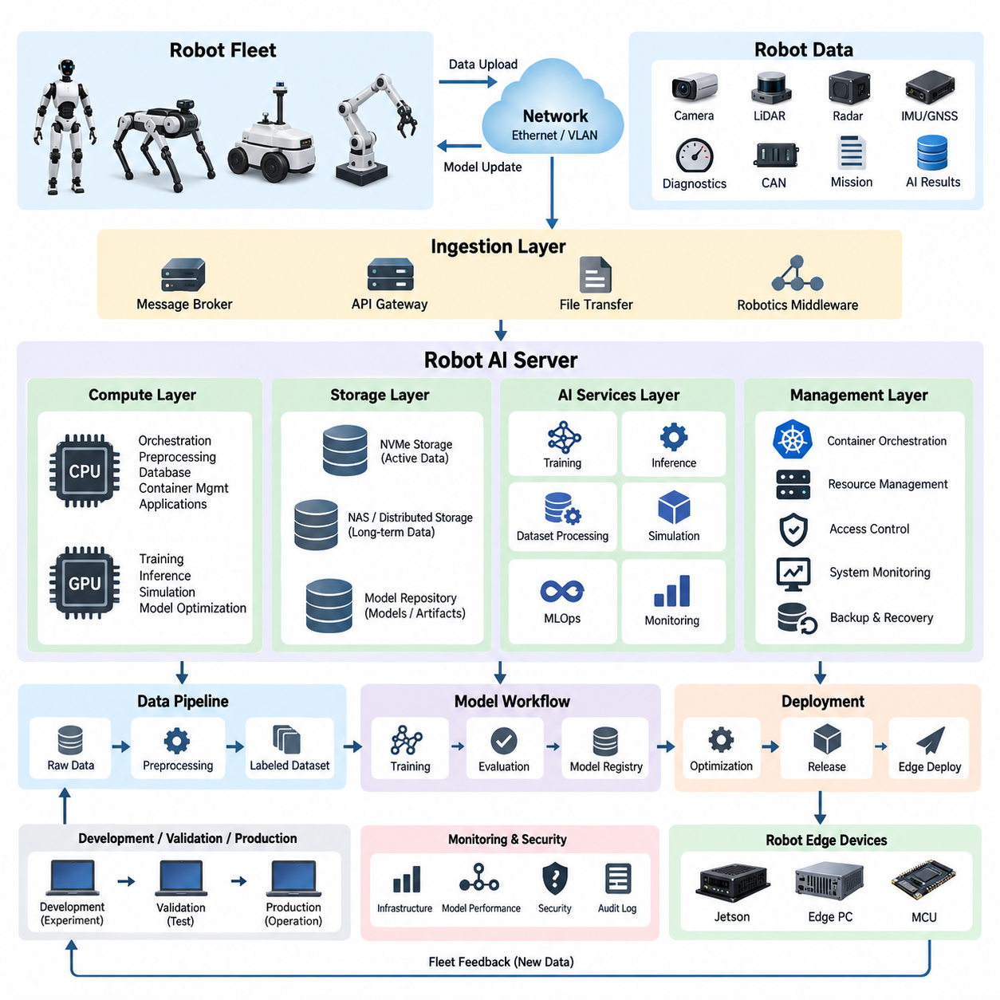 Robot Fleet
Data Upload
Network
Ethernet / VLAN
Model Update
Robot Data
Camera
LiDAR
Radar
IMU/GNSS
Diagnostics
CAN
Mission
AI Results
Ingestion Layer
Message Broker
API Gateway
File Transfer
Robotics Middleware
Robot AI Server
Compute Layer
CPU
Orchestration
Preprocessing
Database
Container Mgmt
Applications
GPU
Training
Inference
Simulation
Model Optimization
Storage Layer
NVMe Storage
(Active Data)
NAS / Distributed Storage
(Long-term Data)
Model Repository
(Models / Artifacts)
AI Services Layer
Training
Inference
Dataset Processing
Simulation
MLOps
Monitoring
Management Layer
Container Orchestration
Resource Management
Access Control
System Monitoring
Backup & Recovery
Data Pipeline
Raw Data
Preprocessing
Labeled Dataset
Model Workflow
Training
Evaluation
Model Registry
Deployment
Optimization
Release
Edge Deploy
Development / Validation / Production
Development
(Experiment)
Validation
(Test)
Production
(Operation)
Monitoring & Security
Infrastructure
Model Performance
Security
Audit Log
Robot Edge Devices
Jetson
Edge PC
MCU
Fleet Feedback (New Data)